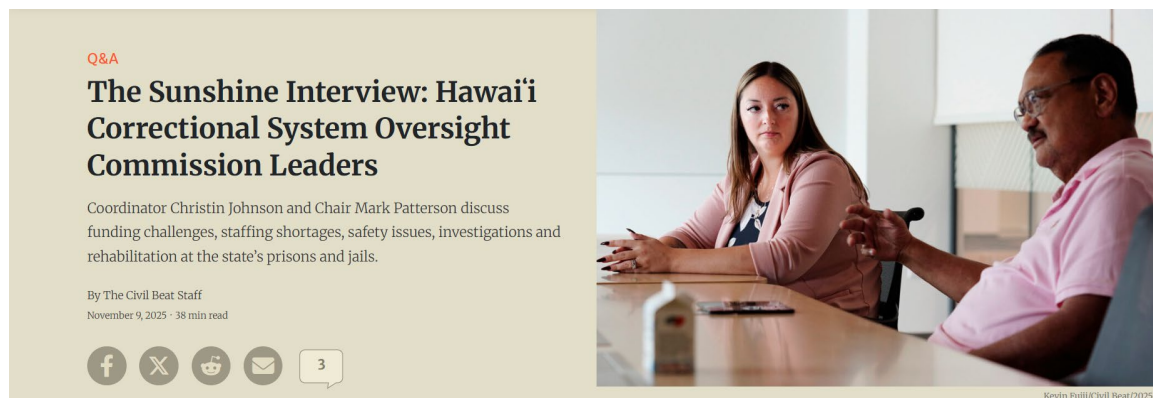 Q&A
The Sunshine Interview: Hawaiʻi
Correctional System Oversight
Commission Leaders
Coordinator Christin Johnson and Chair Mark Patterson discuss
funding challenges, staffing shortages, safety issues, investigations and
rehabilitation at the state’s prisons and jails.
By The Civil Beat Staff
November 9, 2025 · 38 min read
3
Kevin Fujii/Civil Beat/2025